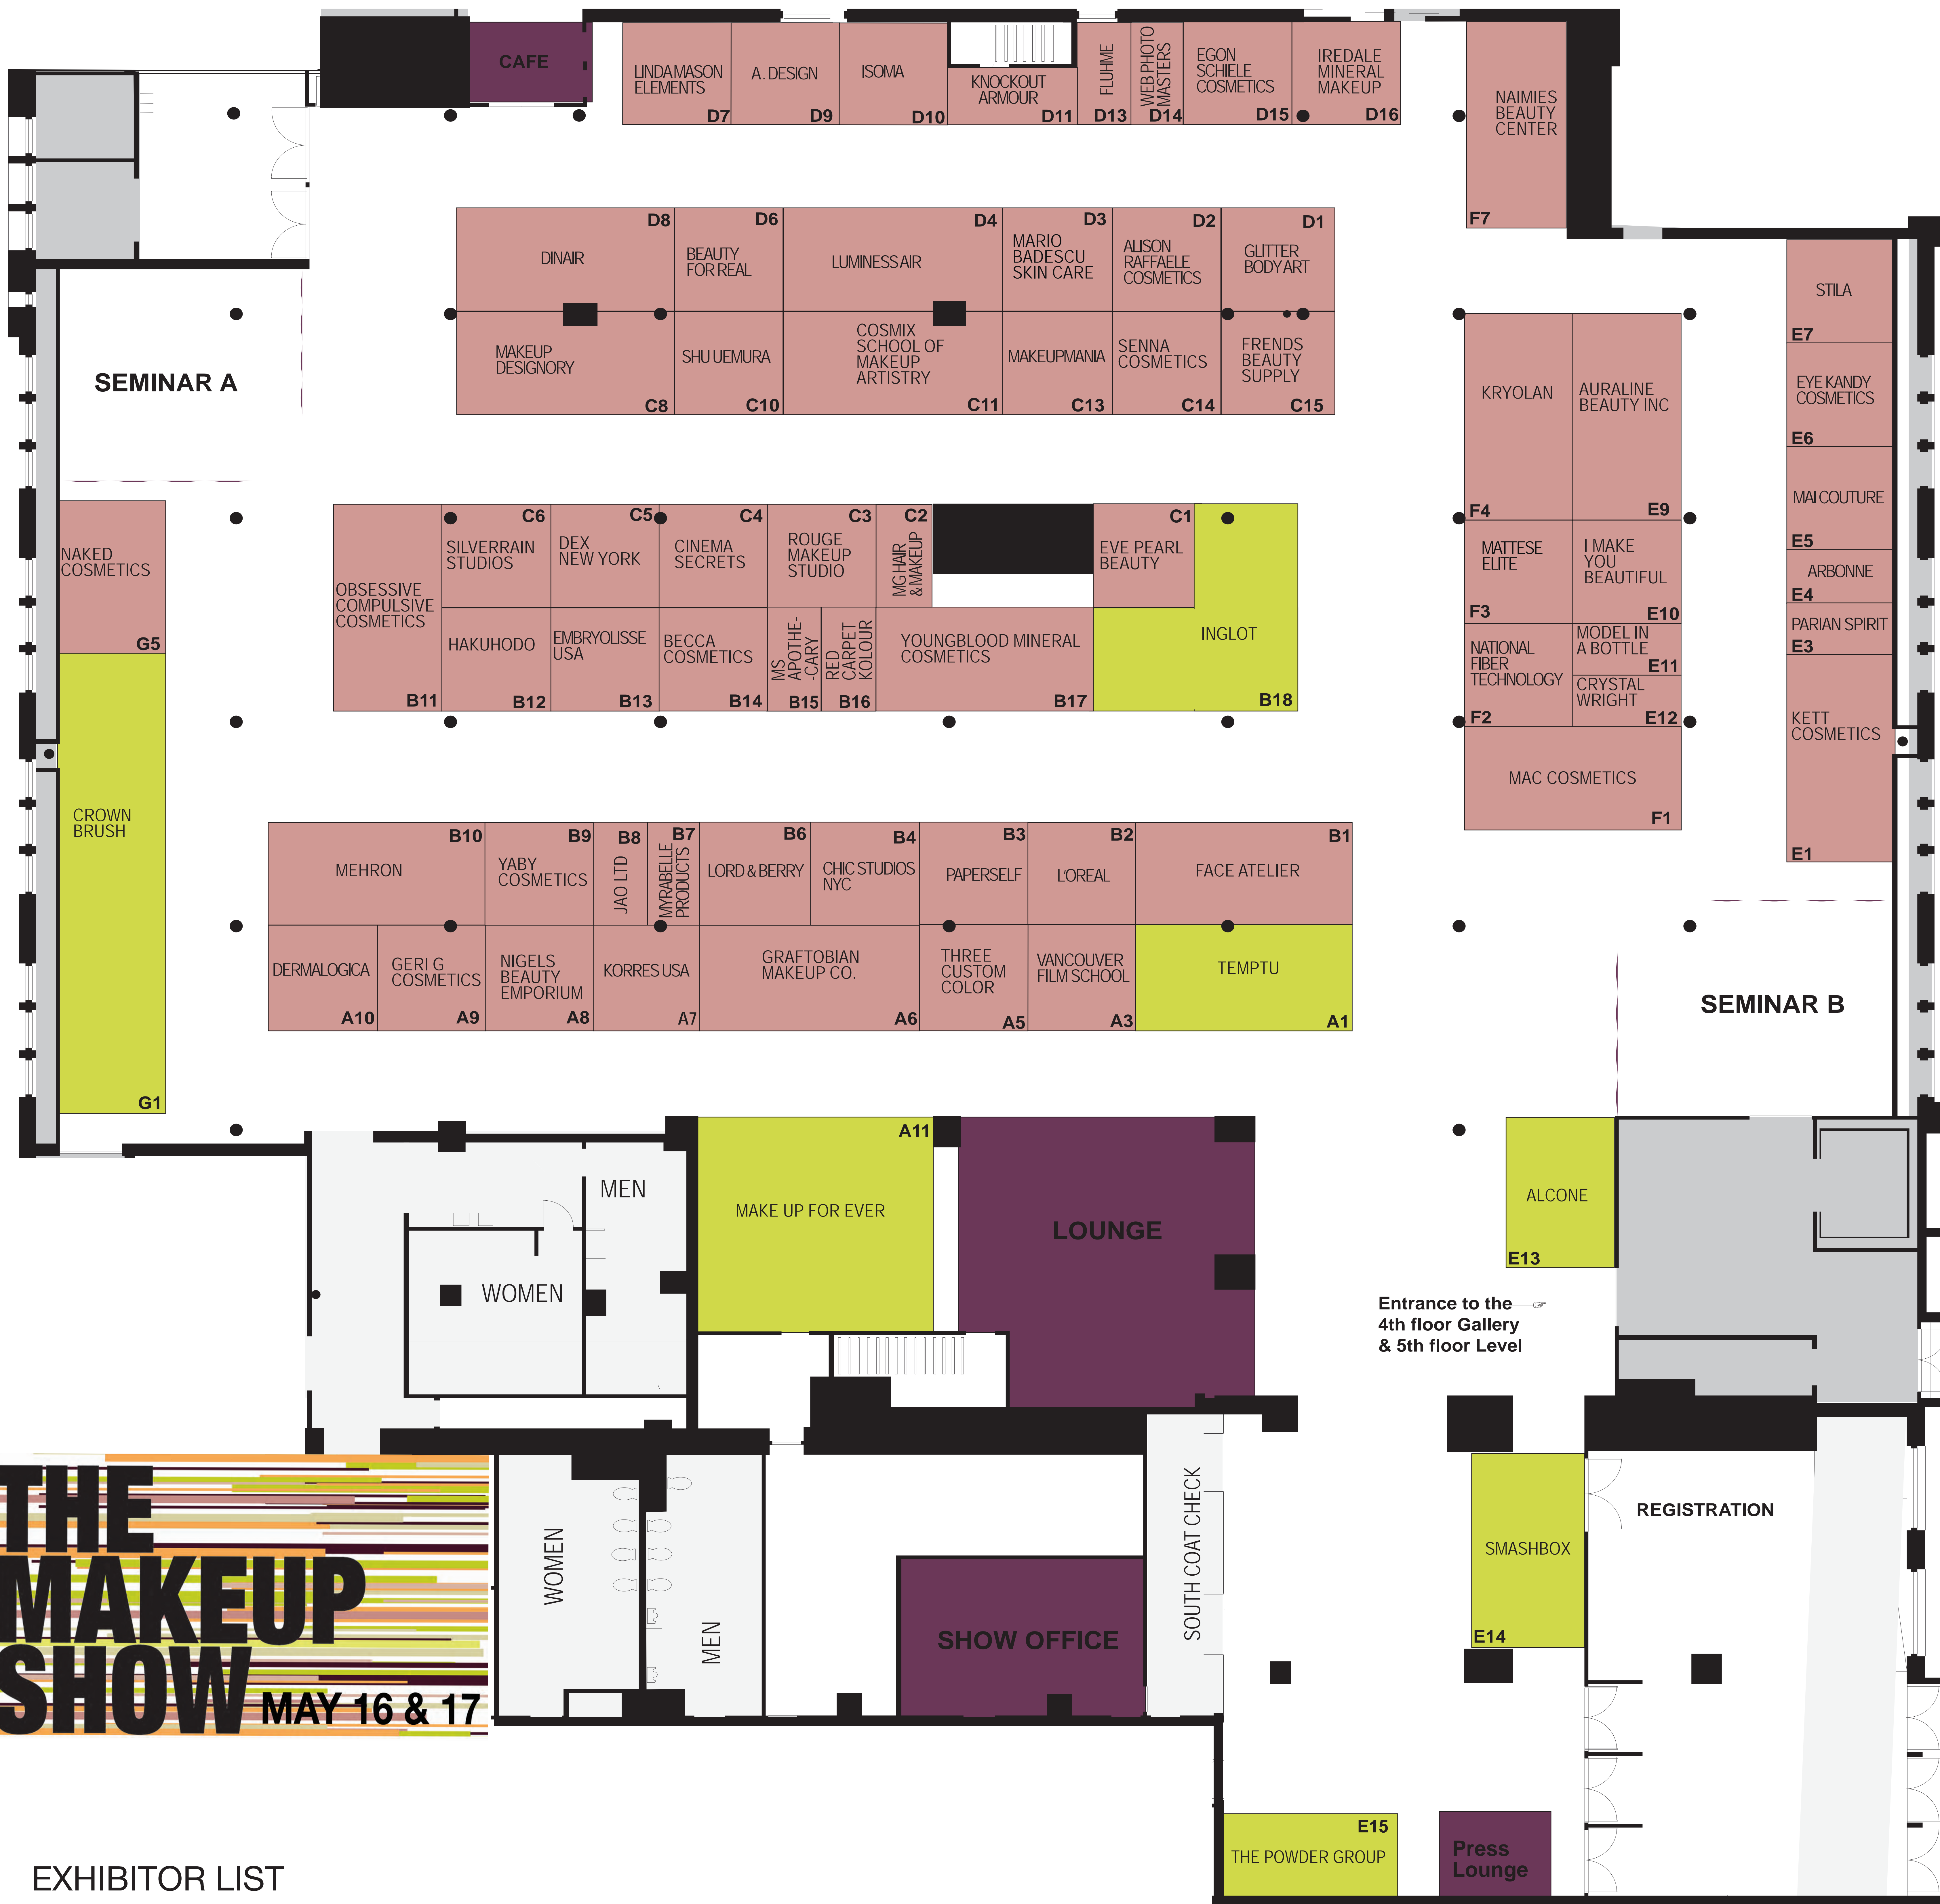 CAFE
LINDA MASON
ELEMENTS
D7
A. DESIGN
D9
ISOMA
D10
KNOCKOUT
ARMOUR
D11
FLUHME
D13
WEB PHOTO
MASTERS
D14
EGON
SCHIELE
COSMETICS
D15
IREDALE
MINERAL
MAKEUP
D16
NAIMIES
BEAUTY
CENTER
F7
D8
DINAIR
D6
BEAUTY
FOR REAL
D4
LUMINESS AIR
D3
MARIO
BADESCU
SKIN CARE
D2
ALISON
RAFFAELE
COSMETICS
D1
GLITTER
BODY ART
MAKEUP
DESIGNORY
C8
SHU UEMURA
C10
COSMIX
SCHOOL OF
MAKEUP
ARTISTRY
C11
MAKEUPMANIA
C13
SENNA
COSMETICS
C14
FRENDS
BEAUTY
SUPPLY
C15
STILA
E7
EYE KANDY
COSMETICS
E6
MAI COUTURE
E5
ARBONNE
E4
PARIAN SPIRIT
E3
KETT
COSMETICS
E1
KRYOLAN
F4
AURALINE
BEAUTY INC
E9
MATTESE
ELITE
F3
I MAKE
YOU
BEAUTIFUL
E10
NATIONAL
FIBER
TECHNOLOGY
F2
MODEL IN
A BOTTLE
E11
CRYSTAL
WRIGHT
E12
MAC COSMETICS
F1
SEMINAR A
NAKED
COSMETICS
G5
CROWN
BRUSH
G1
OBSESSIVE
COMPULSIVE
COSMETICS
B11
C6
SILVERRAIN
STUDIOS
C5
DEX
NEW YORK
C4
CINEMA
SECRETS
C3
ROUGE
MAKEUP
STUDIO
C2
MG HAIR
& MAKEUP
C1
EVE PEARL
BEAUTY
INGLOT
B18
HAKUHODO
B12
EMBRYOLISSE
USA
B13
BECCA
COSMETICS
B14
MS
APOTHE-
-CARY
B15
RED
CARPET
KOLOUR
B16
YOUNGBLOOD MINERAL
COSMETICS
B17
B10
MEHRON
B9
YABY
COSMETICS
B8
JAO LTD
B7
MYRABELLE
PRODUCTS
B6
LORD & BERRY
B4
CHIC STUDIOS
NYC
B3
PAPERSELF
B2
L'OREAL
B1
FACE ATELIER
DERMALOGICA
A10
GERI G
COSMETICS
A9
NIGELS
BEAUTY
EMPORIUM
A8
KORRES USA
A7
GRAFTOBIAN
MAKEUP CO.
A6
THREE
CUSTOM
COLOR
A5
VANCOUVER
FILM SCHOOL
A3
TEMPTU
A1
SEMINAR B
MEN
WOMEN
A11
MAKE UP FOR EVER
LOUNGE
ALCONE
E13
Entrance to the
4th floor Gallery
& 5th floor Level
THE
MAKEUP
SHOW
MAY 16 & 17
WOMEN
MEN
SHOW OFFICE
SOUTH COAT CHECK
SMASHBOX
E14
REGISTRATION
E15
THE POWDER GROUP
Press
Lounge
EXHIBITOR LIST